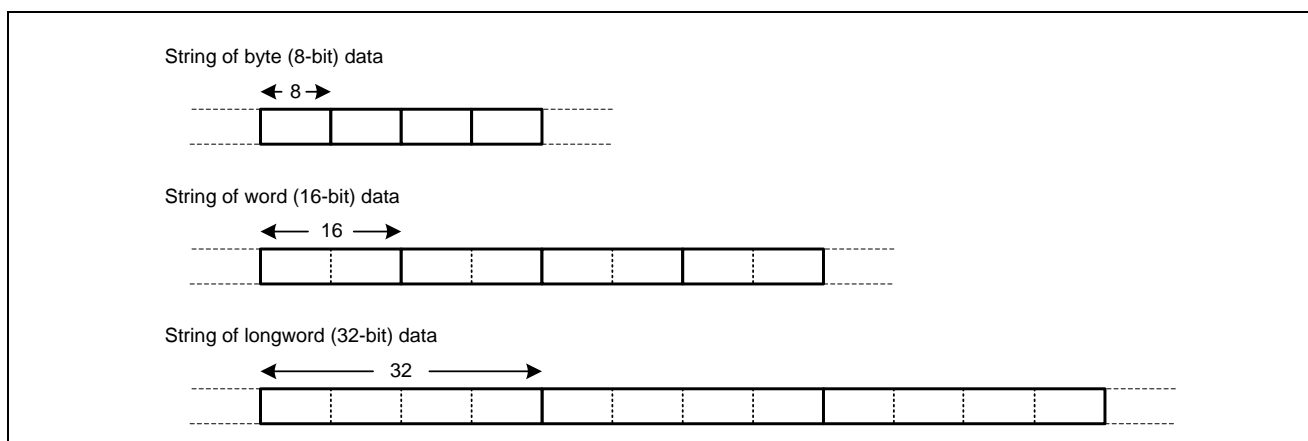 String of byte (8-bit) data
8
String of word (16-bit) data
16
String of longword (32-bit) data
32